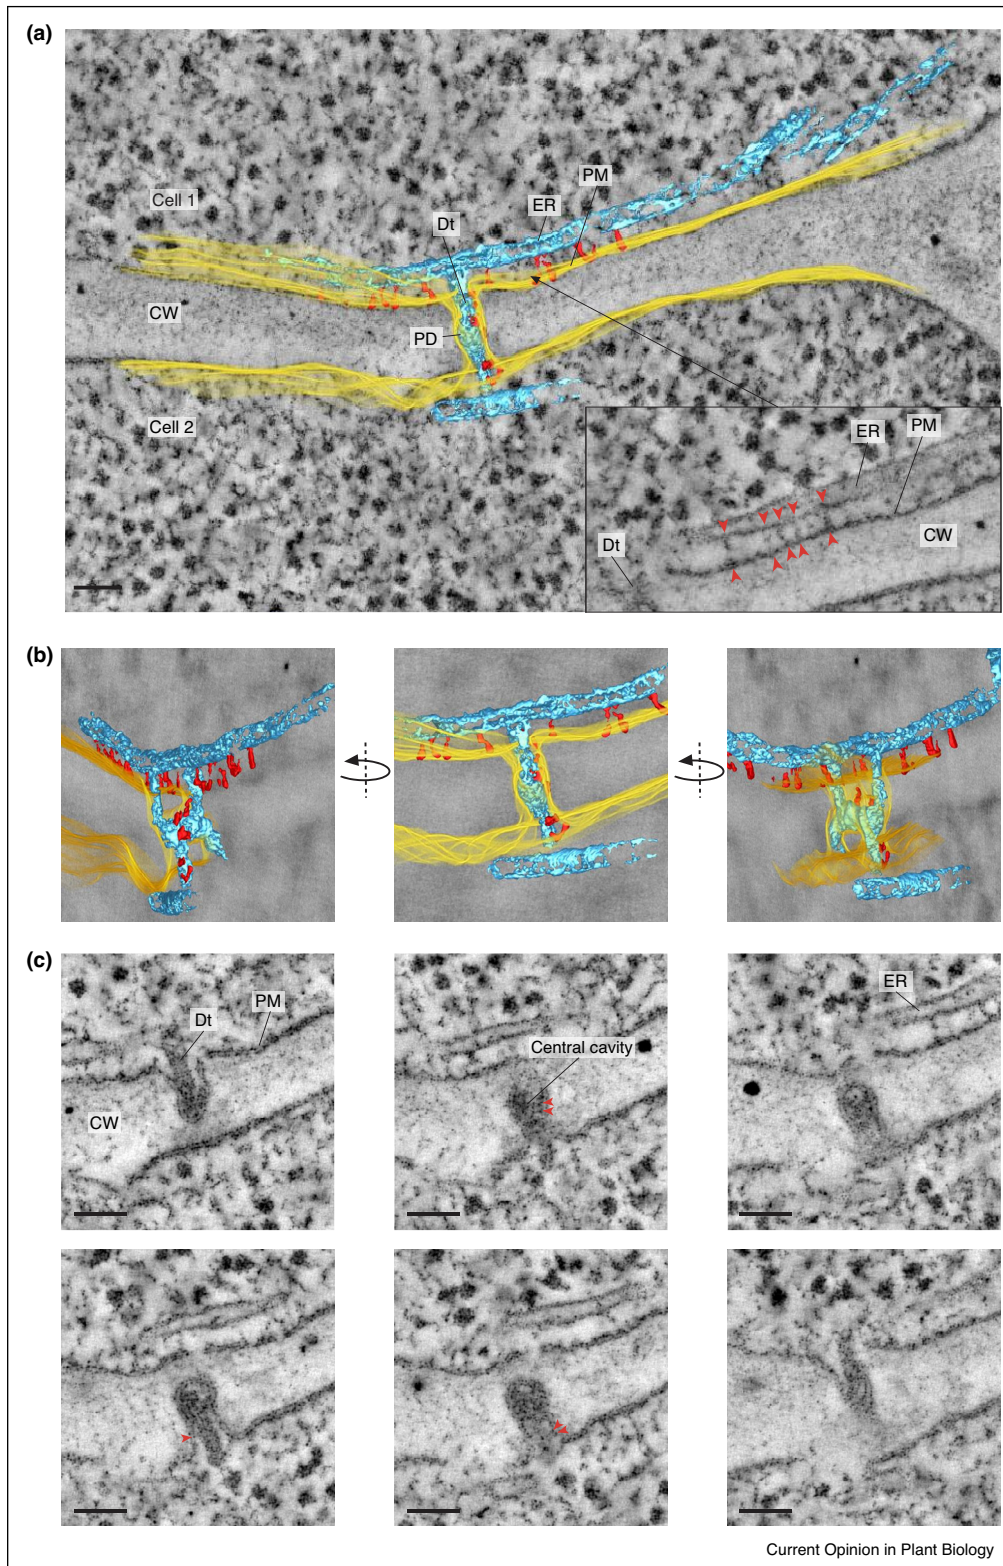 (a)
Cell 1
Dt
ER
PM
CW
PD
Cell 2
ER
PM
Dt
CW
(b)
(c)
Dt
PM
CW
Central cavity
ER
Current Opinion in Plant Biology